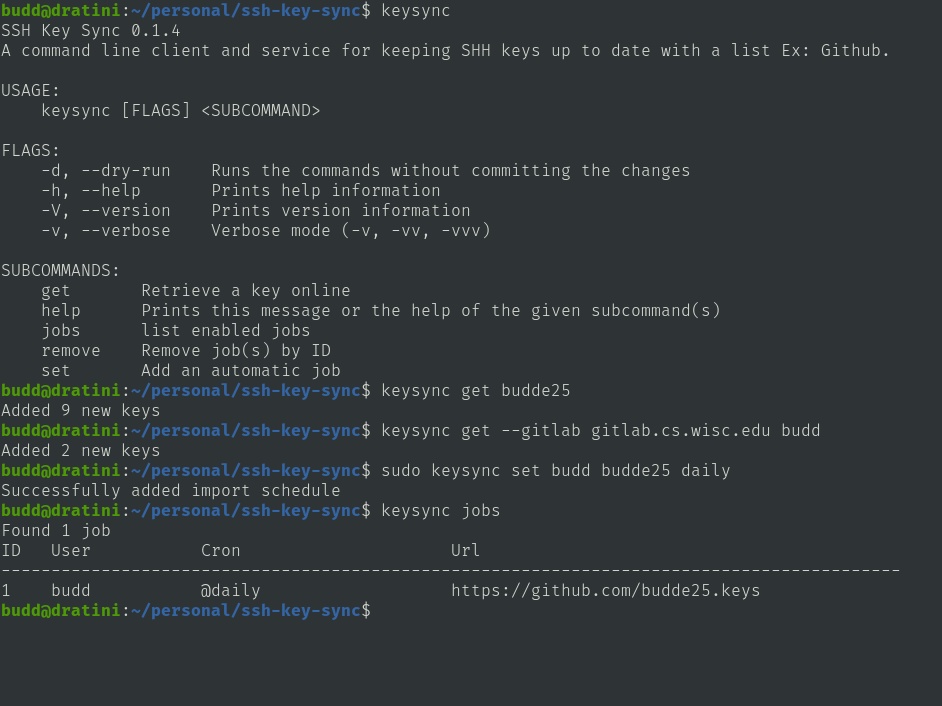 budd@dratini:~/personal/ssh-key-sync$ keysync
SSH Key Sync 0.1.4
A command line client and service for keeping SHH keys up to date with a list Ex: Github.

USAGE:
    keysync [FLAGS] <SUBCOMMAND>

FLAGS:
    -d, --dry-run    Runs the commands without committing the changes
    -h, --help       Prints help information
    -V, --version    Prints version information
    -v, --verbose    Verbose mode (-v, -vv, -vvv)

SUBCOMMANDS:
    get       Retrieve a key online
    help      Prints this message or the help of the given subcommand(s)
    jobs      list enabled jobs
    remove    Remove job(s) by ID
    set       Add an automatic job
budd@dratini:~/personal/ssh-key-sync$ keysync get budde25
Added 9 new keys
budd@dratini:~/personal/ssh-key-sync$ keysync get --gitlab gitlab.cs.wisc.edu budd
Added 2 new keys
budd@dratini:~/personal/ssh-key-sync$ sudo keysync set budd budde25 daily
Successfully added import schedule
budd@dratini:~/personal/ssh-key-sync$ keysync jobs
Found 1 job
ID   User           Cron                     Url
------------------------------------------------------------------------------------------
1    budd           @daily                   https://github.com/budde25.keys
budd@dratini:~/personal/ssh-key-sync$